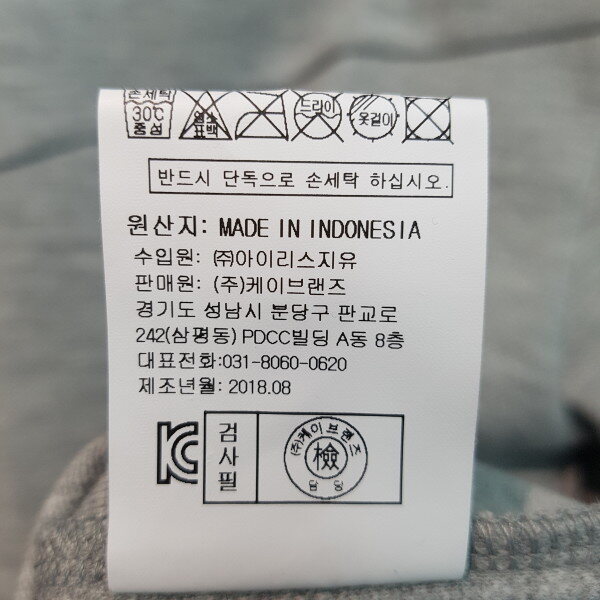 손세탁
30℃
중성
염소
표백
드라이
옷걸이
반드시 단독으로 손세탁 하십시오.
원산지: MADE IN INDONESIA
수입원: ㈜아이리스지유
판매원: (주)케이브랜즈
경기도 성남시 분당구 판교로
242(삼평동) PDCC빌딩 A동 8층
대표전화:031-8060-0620
제조년월: 2018.08
KC
검사필
(주)케이브랜즈
檢
담당